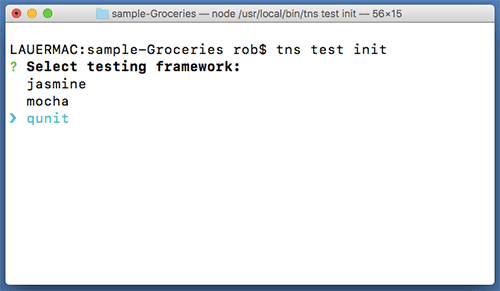 sample-Groceries — node /usr/local/bin/tns test init — 56×15
LAUERMAC:sample-Groceries rob$ tns test init
? Select testing framework:
jasmine
mocha
❯ qunit